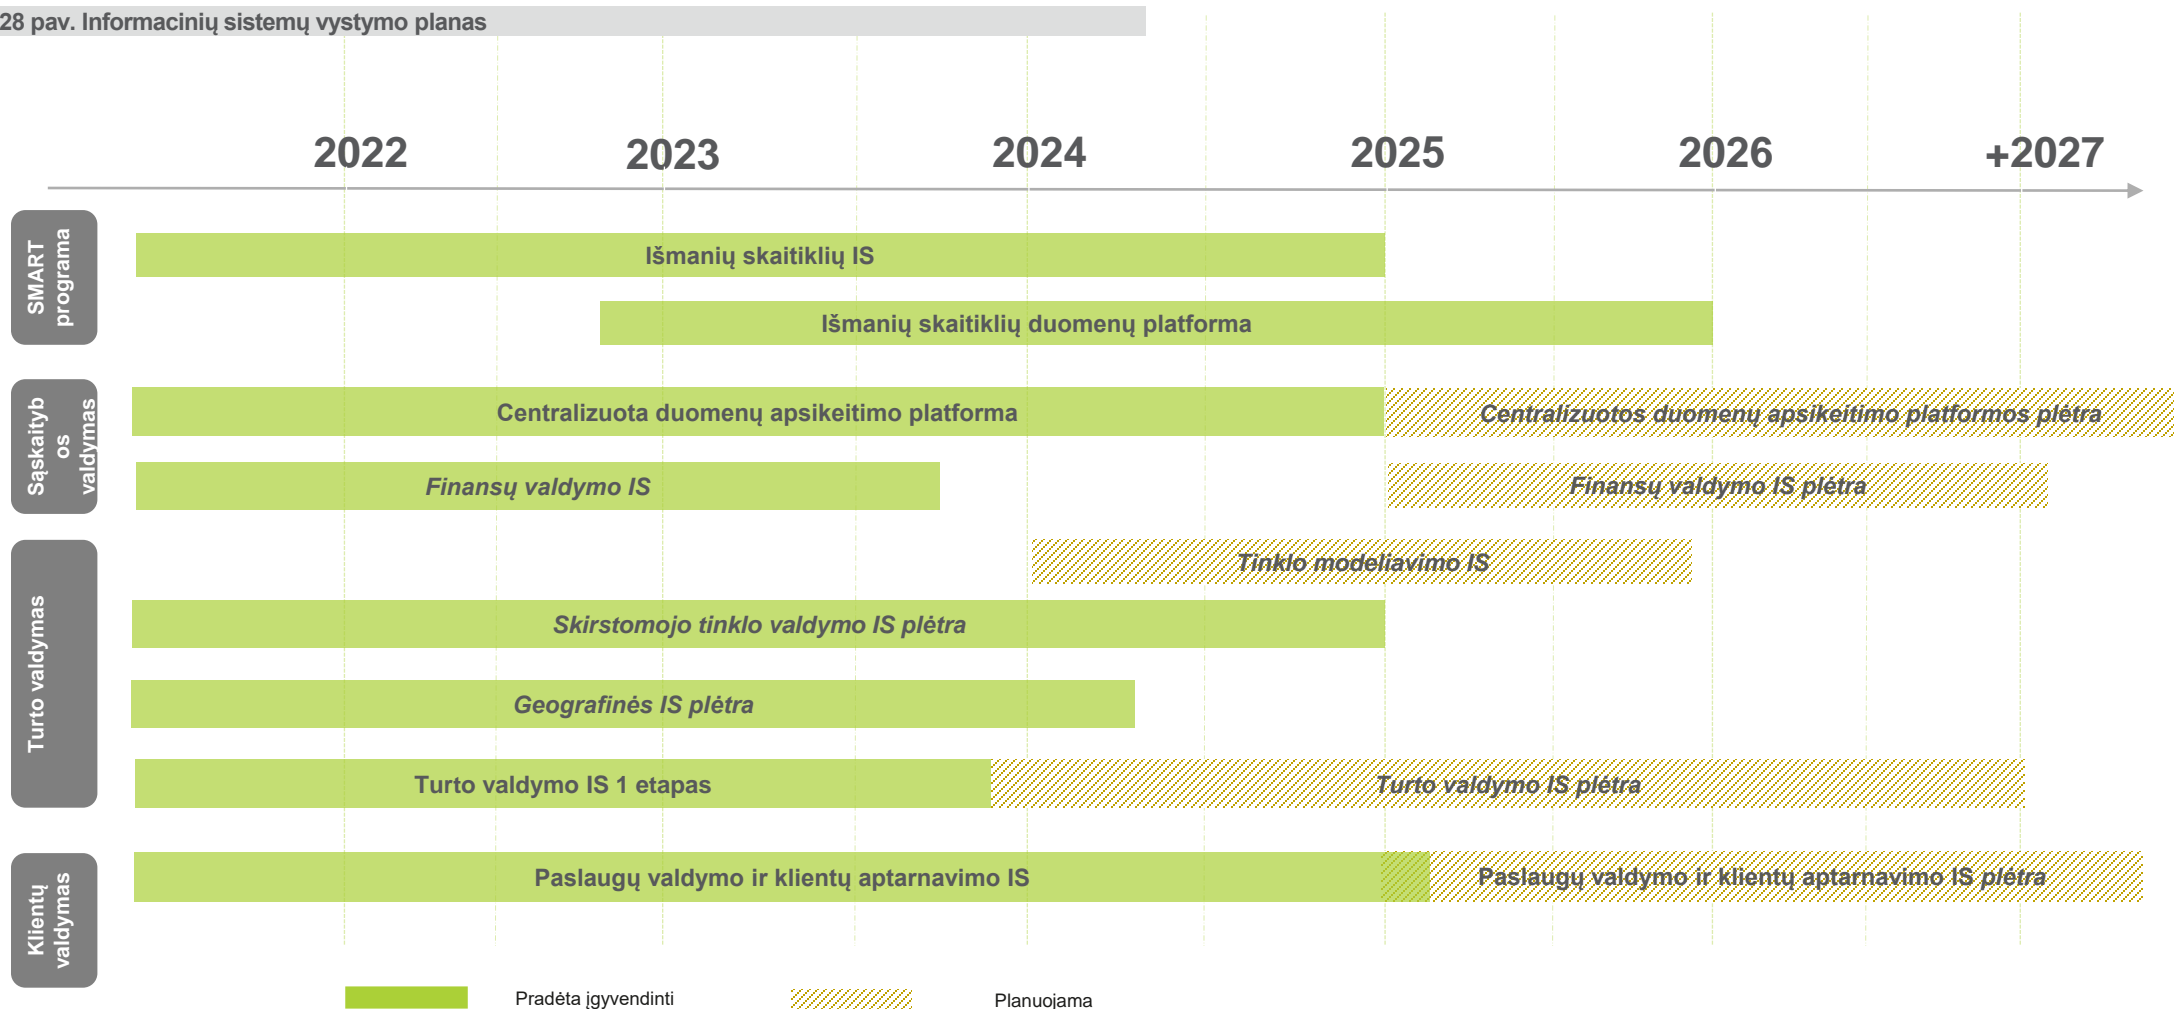 28 pav. Informacinių sistemų vystymo planas
2022 2023 2024 2025 2026 +2027
SMART
programa
Išmanių skaitiklių IS
Išmanių skaitiklių duomenų platforma
Sąskaityb
os
valdymas
Centralizuota duomenų apsikeitimo platforma
Centralizuotos duomenų apsikeitimo platformos plėtra
Finansų valdymo IS
Finansų valdymo IS plėtra
Turto valdymas
Tinklo modeliavimo IS
Skirstomojo tinklo valdymo IS plėtra
Geografinės IS plėtra
Turto valdymo IS 1 etapas
Turto valdymo IS plėtra
Klientų
valdymas
Paslaugų valdymo ir klientų aptarnavimo IS
Paslaugų valdymo ir klientų aptarnavimo IS plėtra
Pradėta įgyvendinti
Planuojama